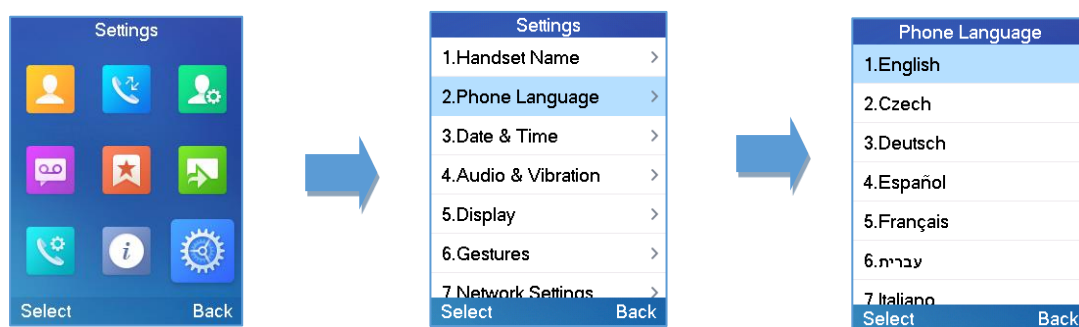 Settings
Select Back
Settings
1.Handset Name
2.Phone Language
3.Date & Time
4.Audio & Vibration
5.Display
6.Gestures
7.Network Settings
Select Back
Phone Language
1.English
2.Czech
3.Deutsch
4.Español
5.Français
6.עברית
7.Italiano
Select Back